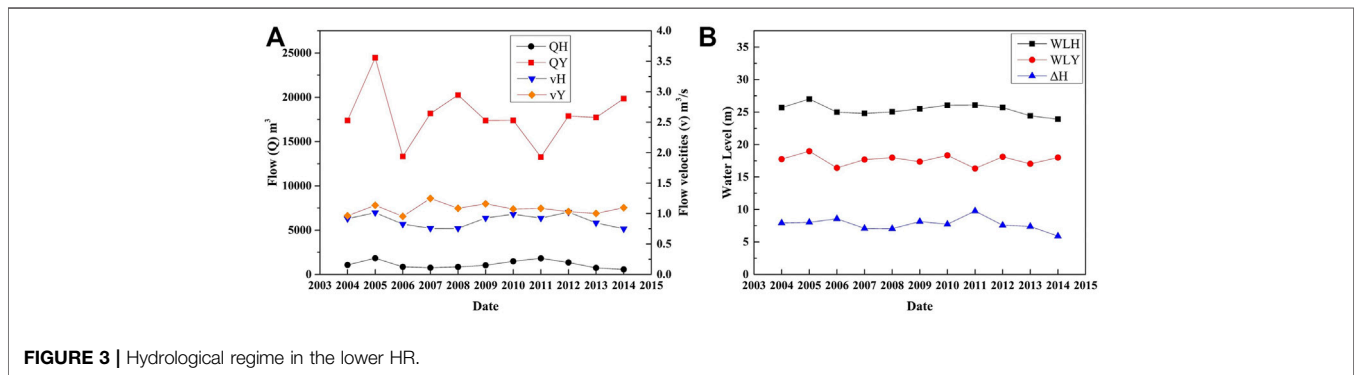 A
QH
QY
vH
vY
25000
20000
15000
10000
5000
0
Flow (Q) m³
4.0
3.5
3.0
2.5
2.0
1.5
1.0
0.5
0.0
Flow velocities (v) m³/s
2003 2004 2005 2006 2007 2008 2009 2010 2011 2012 2013 2014 2015
Date
B
WLH
WLY
ΔH
35
30
25
20
15
10
5
0
Water Level (m)
2003 2004 2005 2006 2007 2008 2009 2010 2011 2012 2013 2014 2015
Date
FIGURE 3 | Hydrological regime in the lower HR.